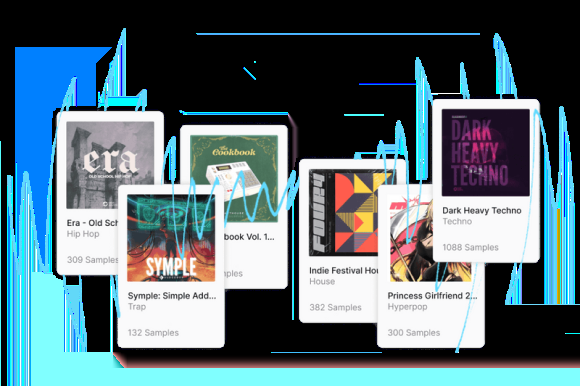 era
OLD SCHOOL HIP HOP
Era - Old Sch
Hip Hop
309 Samples
the
Cookbook
book Vol. 1...
ples
SYMPLE
Symple: Simple Add...
Trap
132 Samples
Indie Festival Hou
House
382 Samples
Princess Girlfriend 2...
Hyperpop
300 Samples
DARK
HEAVY
TECHNO
Dark Heavy Techno
Techno
1088 Samples